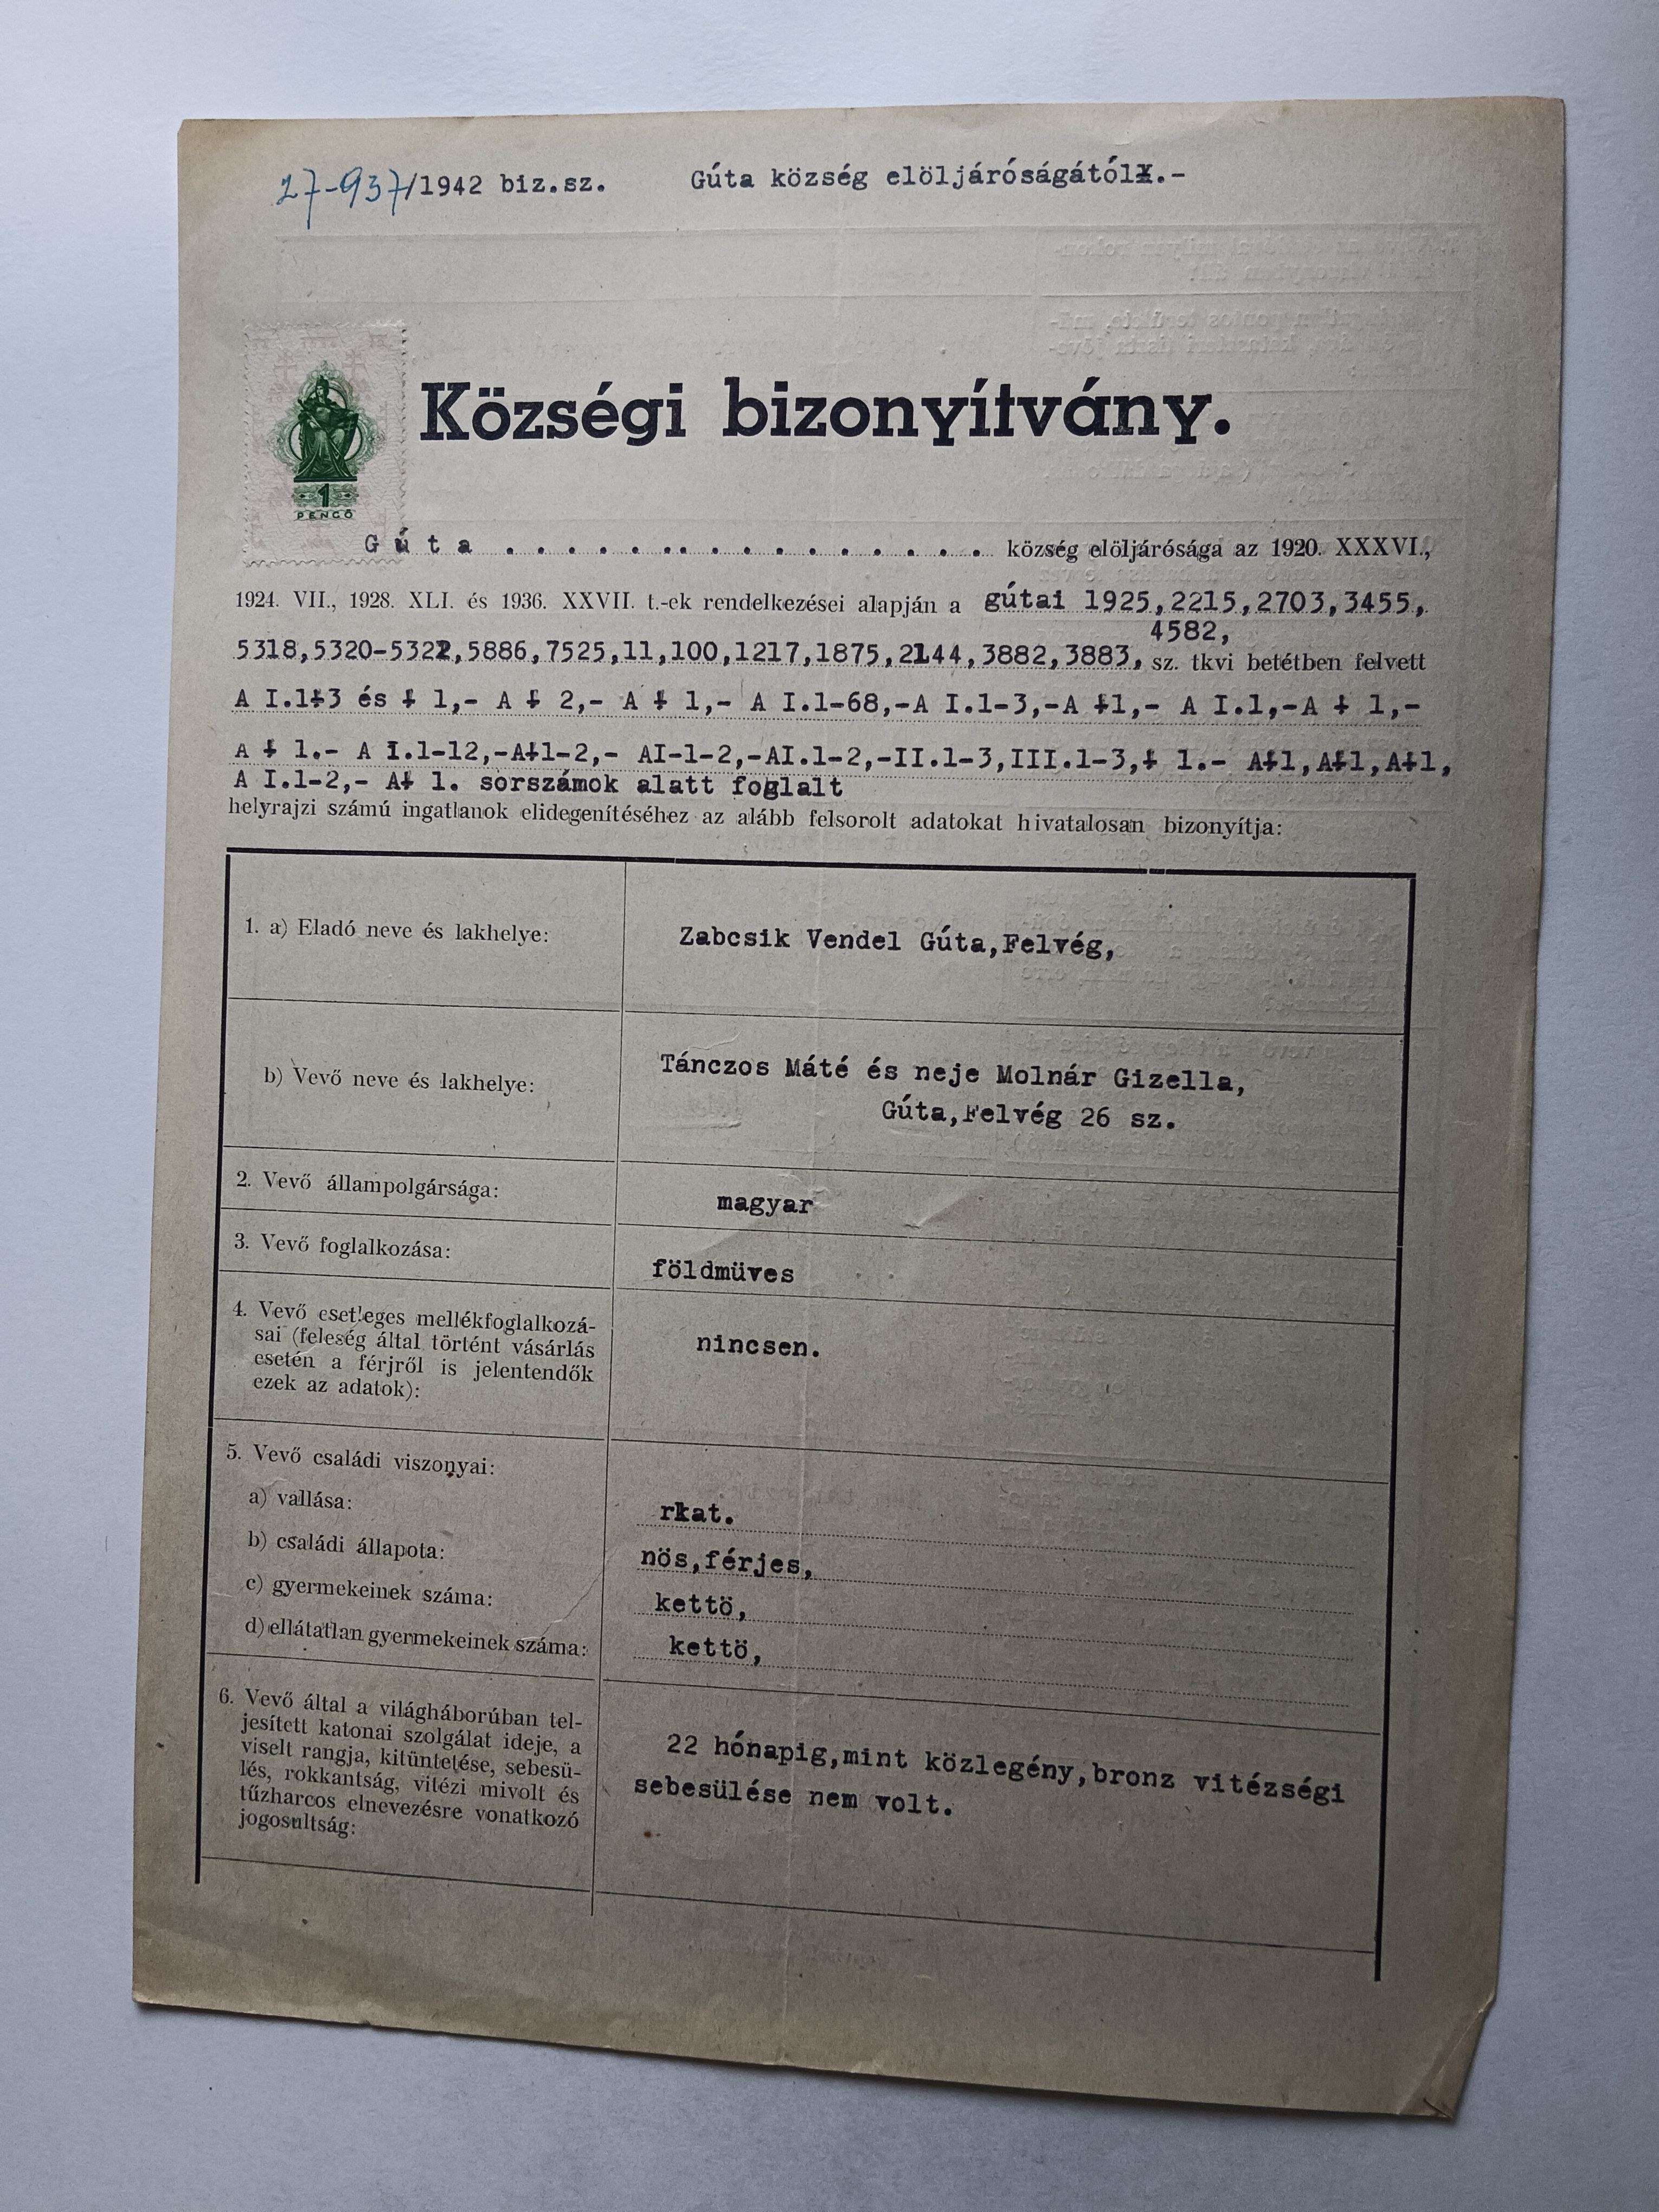 27-937/1942 biz.sz. Gúta község elöljáróságától.-
Községi bizonyítvány.
1
PENGŐ
Gúta . . . . . . . . . . . . . . . . község elöljárósága az 1920. XXXVI.,
1924. VII., 1928. XLI. és 1936. XXVII. t.-ek rendelkezései alapján a gútai 1925,2215,2703,3455,
4582,
5318,5320-5322,5886,7525,11,100,1217,1875,2144,3882,3883, sz. tkvi betétben felvett
A I.1+3 és + 1,- A + 2,- A + 1,- A I.1-68,-A I.1-3,-A +1,- A I.1,-A + 1,-
A + 1.- A I.1-12,-A+1-2,- AI-1-2,-AI.1-2,-II.1-3,III.1-3,+ 1.- A+1,A+1,A+1,
A I.1-2,- A+ 1. sorszámok alatt foglalt
helyrajzi számú ingatlanok elidegenítéséhez az alább felsorolt adatokat hivatalosan bizonyítja:
1. a) Eladó neve és lakhelye: Zabcsik Vendel Gúta,Felvég,
b) Vevő neve és lakhelye: Tánczos Máté és neje Molnár Gizella,
Gúta,Felvég 26 sz.
2. Vevő állampolgársága: magyar
3. Vevő foglalkozása: földmüves
4. Vevő esetleges mellékfoglalkozá-
sai (feleség által történt vásárlás
esetén a férjről is jelentendők
ezek az adatok): nincsen.
5. Vevő családi viszonyai:
a) vallása: rkat.
b) családi állapota: nös,férjes,
c) gyermekeinek száma: kettö,
d) ellátatlan gyermekeinek száma: kettö,
6. Vevő által a világháborúban tel-
jesített katonai szolgálat ideje, a
viselt rangja, kitüntetése, sebesü-
lés, rokkantság, vitézi mivolt és
tűzharcos elnevezésre vonatkozó
jogosultság:
22 hónapig,mint közlegény,bronz vitézségi
sebesülése nem volt.